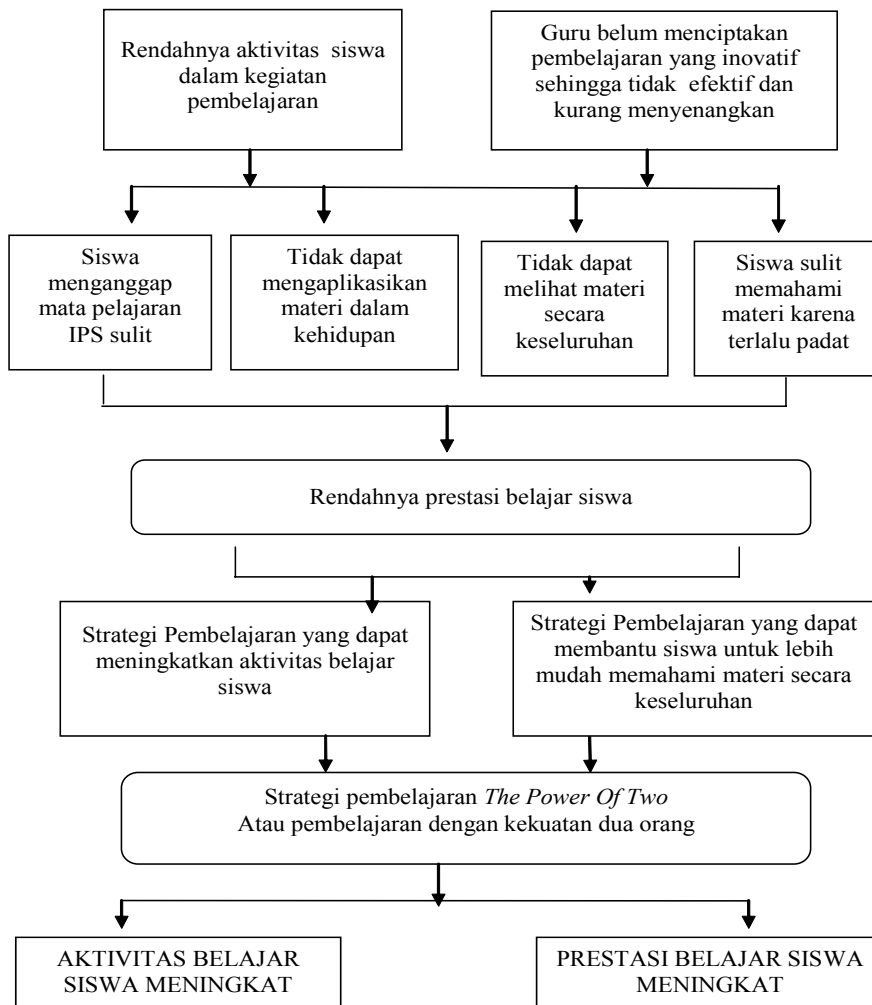 Rendahnya aktivitas siswa
dalam kegiatan
pembelajaran
Guru belum menciptakan
pembelajaran yang inovatif
sehingga tidak efektif dan
kurang menyenangkan
Siswa
menganggap
mata pelajaran
IPS sulit
Tidak dapat
mengaplikasikan
materi dalam
kehidupan
Tidak dapat
melihat materi
secara
keseluruhan
Siswa sulit
memahami
materi karena
terlalu padat
Rendahnya prestasi belajar siswa
Strategi Pembelajaran yang dapat
meningkatkan aktivitas belajar
siswa
Strategi Pembelajaran yang dapat
membantu siswa untuk lebih
mudah memahami materi secara
keseluruhan
Strategi pembelajaran The Power Of Two
Atau pembelajaran dengan kekuatan dua orang
AKTIVITAS BELAJAR
SISWA MENINGKAT
PRESTASI BELAJAR SISWA
MENINGKAT